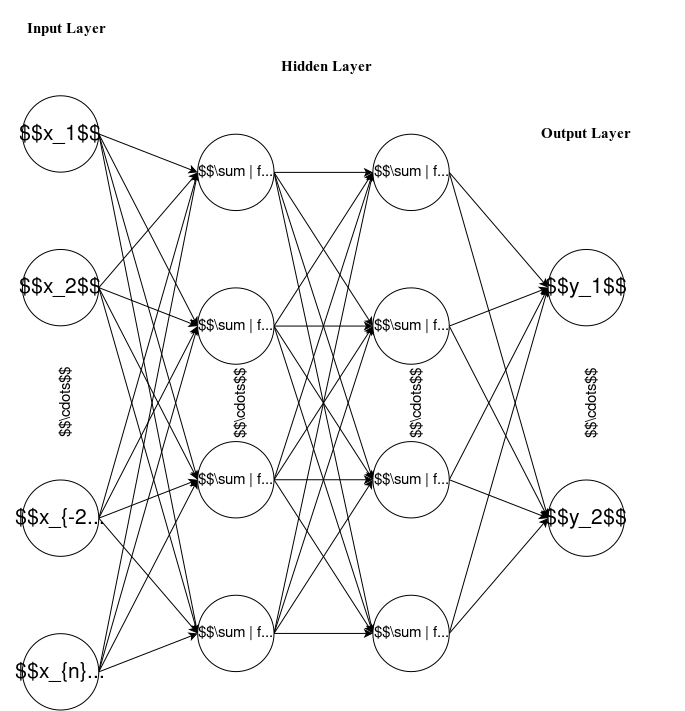 Input Layer
Hidden Layer
Output Layer
$$x_1$$
$$x_2$$
$$\cdots$$
$$x_{-2...
$$x_{n}...
$$\sum | f...
$$\sum | f...
$$\cdots$$
$$\sum | f...
$$\sum | f...
$$\sum | f...
$$\sum | f...
$$\cdots$$
$$\sum | f...
$$\sum | f...
$$y_1$$
$$\cdots$$
$$y_2$$